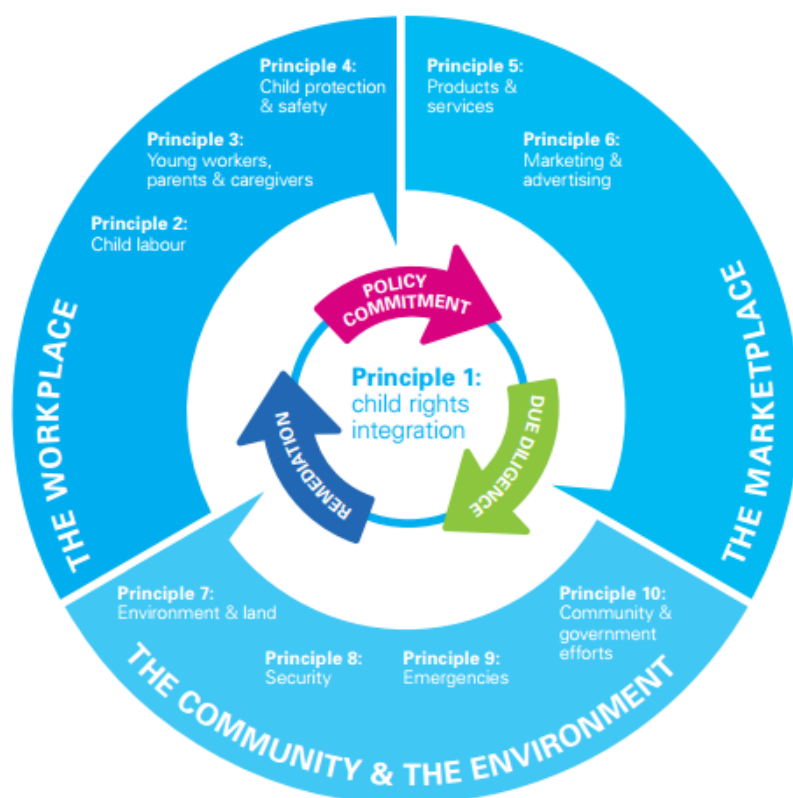 Principle 4:
Child protection
& safety
Principle 3:
Young workers,
parents & caregivers
Principle 2:
Child labour
THE WORKPLACE
Principle 5:
Products &
services
Principle 6:
Marketing &
advertising
THE MARKETPLACE
POLICY
COMMITMENT
Principle 1:
child rights
integration
DUE DILIGENCE
REMEDIATION
Principle 7:
Environment & land
Principle 8:
Security
Principle 9:
Emergencies
Principle 10:
Community &
government
efforts
THE COMMUNITY & THE ENVIRONMENT